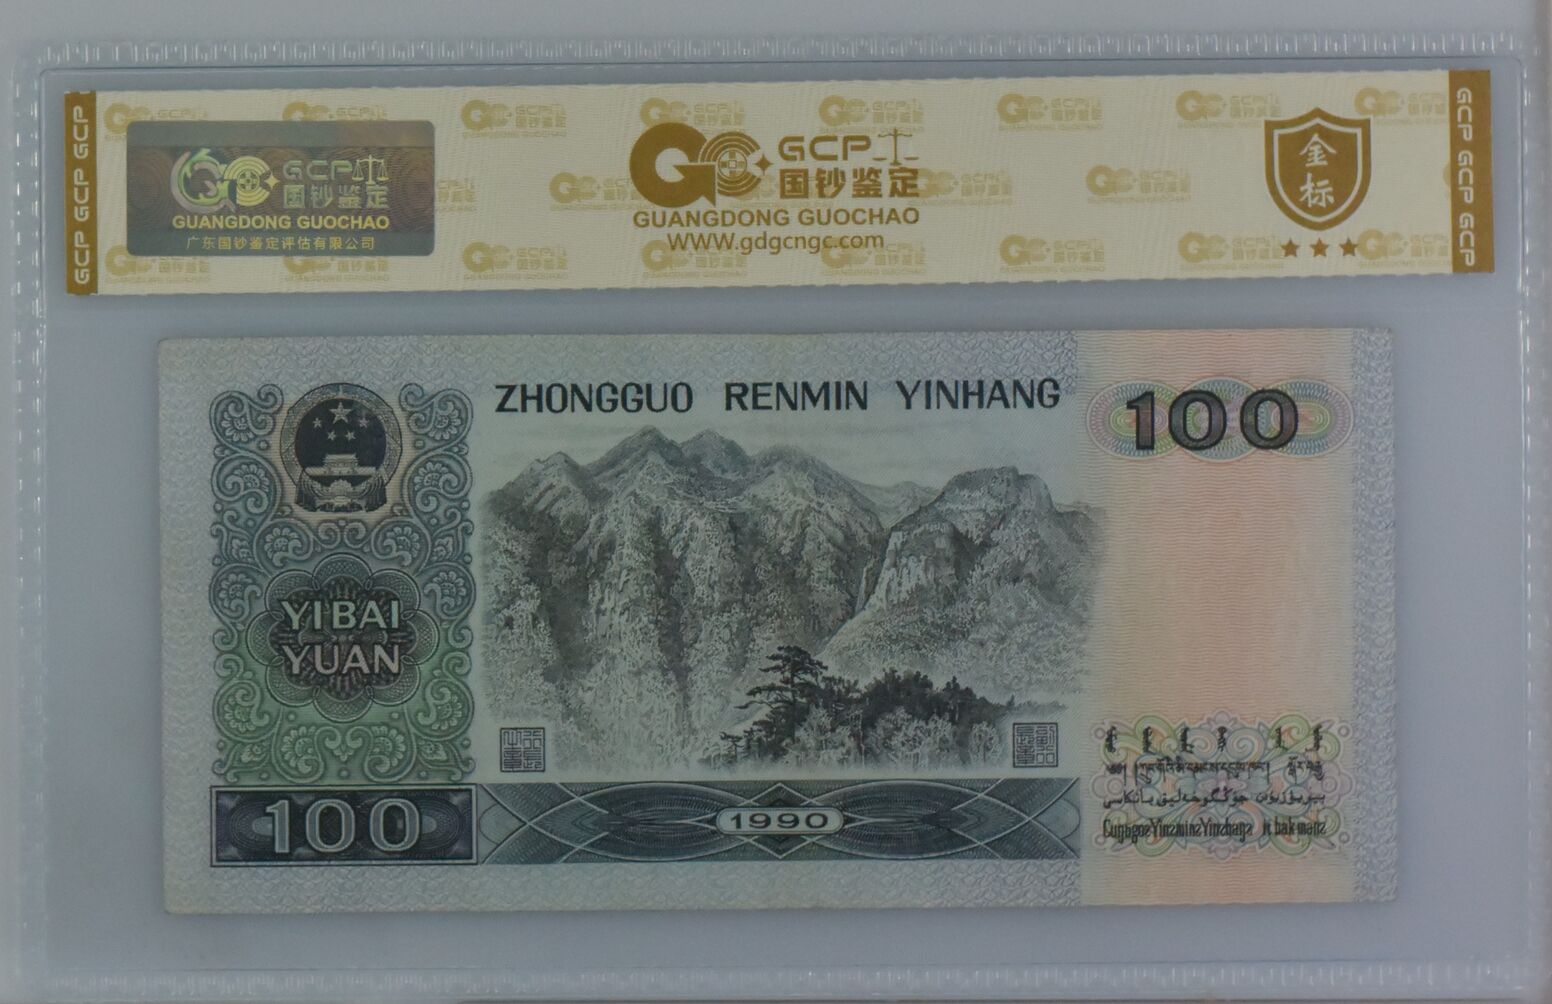 GCP GCP GCP
GCP 国钞鉴定
GUANGDONG GUOCHAO
广东国钞鉴定评估有限公司
GCP
国钞鉴定
GUANGDONG GUOCHAO
WWW.gdgcngc.com
金标
GCP GCP GCP
ZHONGGUO RENMIN YINHANG
100
YIBAI
YUAN
100
1990